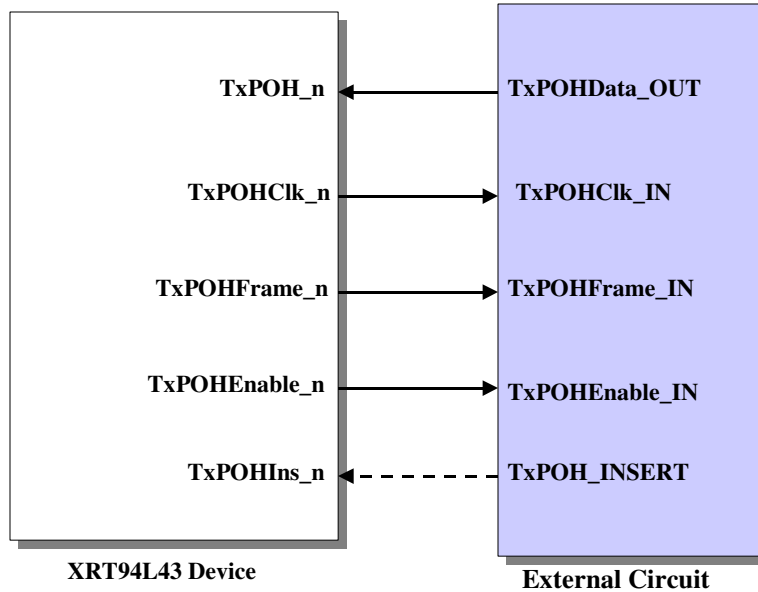 TxPOH_n TxPOHData_OUT
TxPOHClk_n TxPOHClk_IN
TxPOHFrame_n TxPOHFrame_IN
TxPOHEnable_n TxPOHEnable_IN
TxPOHIns_n TxPOH_INSERT
XRT94L43 Device External Circuit